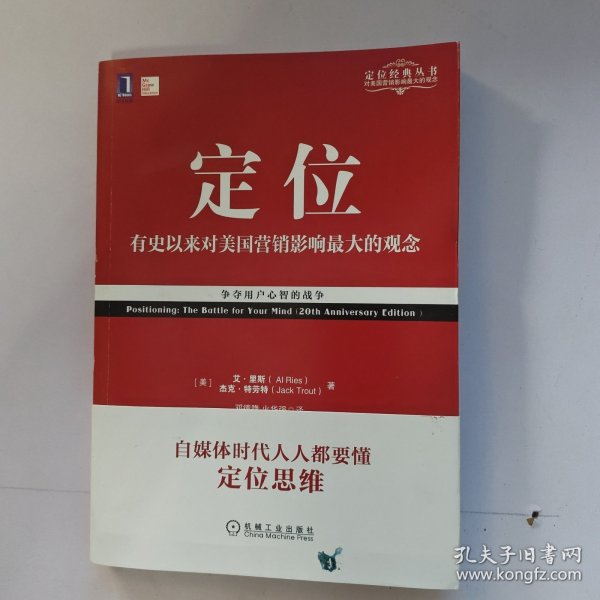 Mc
Graw
Hill
定位经典丛书
对美国营销影响最大的观念
定位
有史以来对美国营销影响最大的观念
争夺用户心智的战争
Positioning: The Battle for Your Mind (20th Anniversary Edition)
[美] 艾·里斯 (Al Ries)
杰克·特劳特 (Jack Trout) 著
自媒体时代人人都要懂
定位思维
机械工业出版社
China Machine Press
孔夫子旧书网
www.kongfz.com